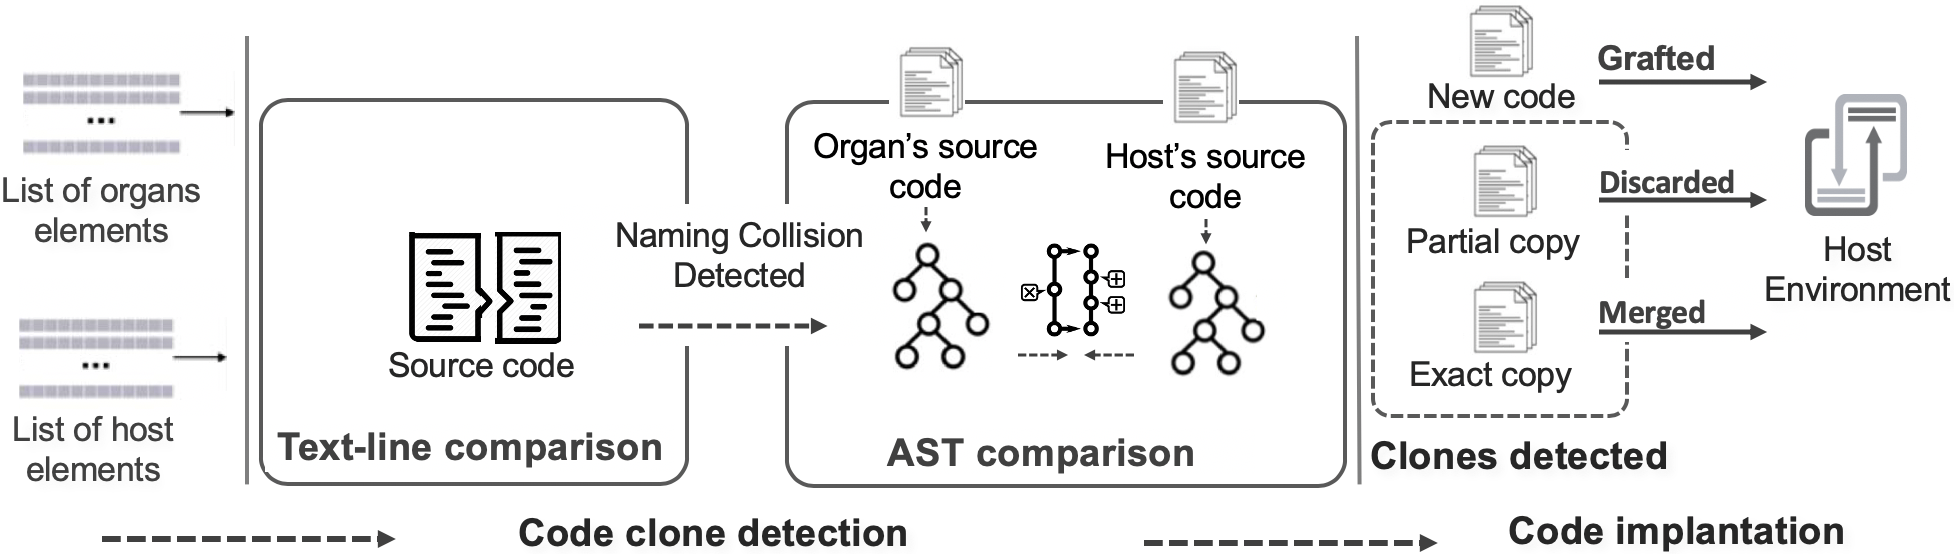 List of organs
elements
List of host
elements
Source code
Text-line comparison
Naming Collision
Detected
Organ's source
code
Host's source
code
AST comparison
New code
Partial copy
Exact copy
Clones detected
Grafted
Discarded
Merged
Host
Environment
Code clone detection
Code implantation